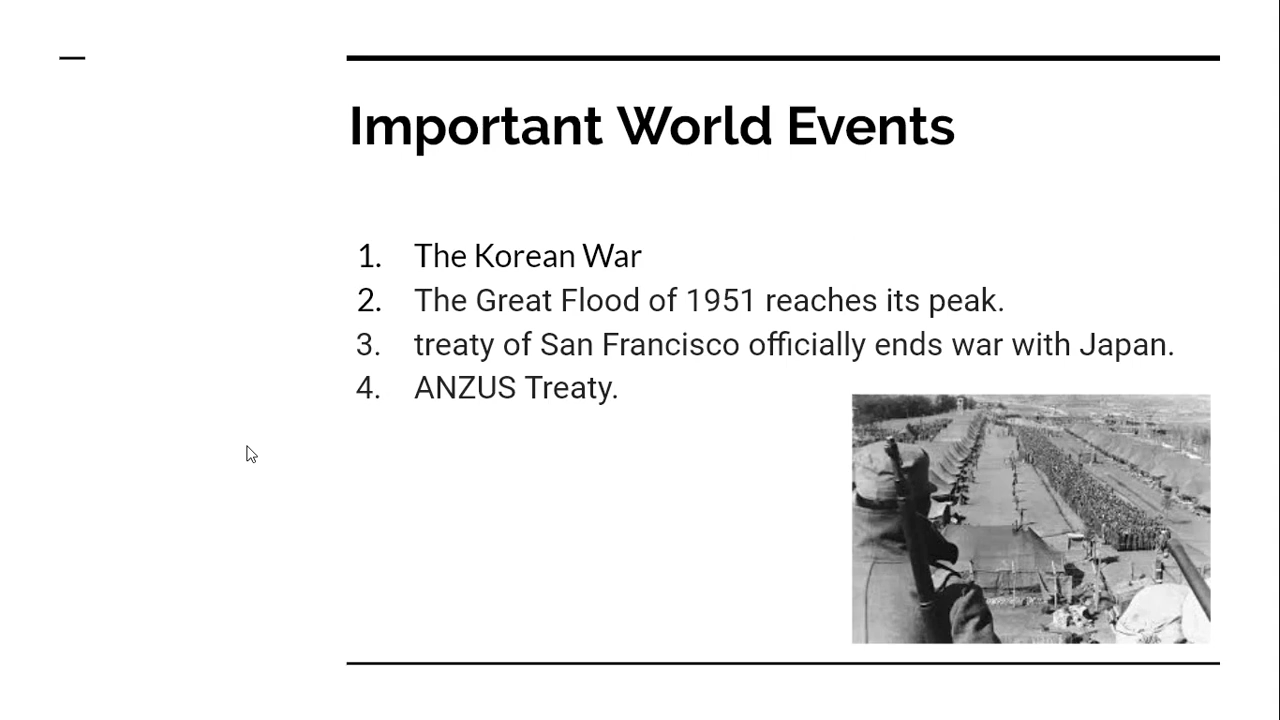 Important World Events
1. The Korean War
2. The Great Flood of 1951 reaches its peak.
3. treaty of San Francisco officially ends war with Japan.
4. ANZUS Treaty.